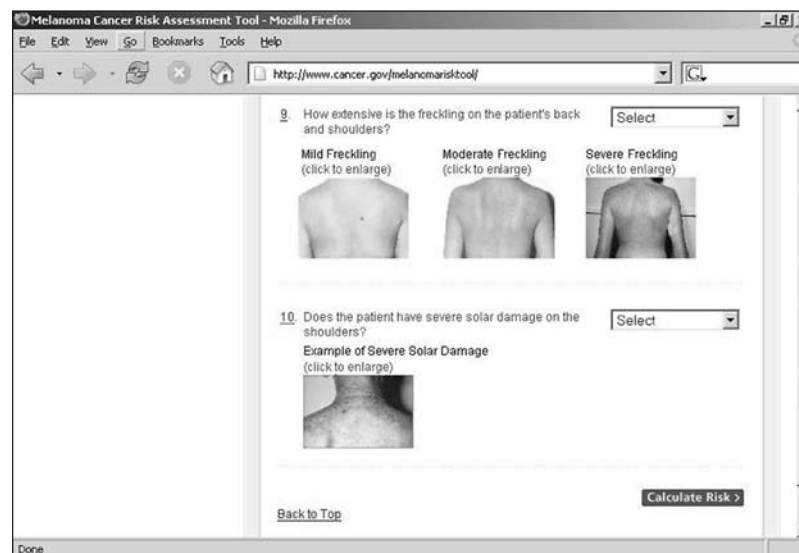 Melanoma Cancer Risk Assessment Tool - Mozilla Firefox
File Edit View Go Bookmarks Tools Help
http://www.cancer.gov/melanomarisktool/
G
9. How extensive is the freckling on the patient's back Select
and shoulders?
Mild Freckling Moderate Freckling Severe Freckling
(click to enlarge) (click to enlarge) (click to enlarge)
10. Does the patient have severe solar damage on the Select
shoulders?
Example of Severe Solar Damage
(click to enlarge)
Calculate Risk >
Back to Top
Done